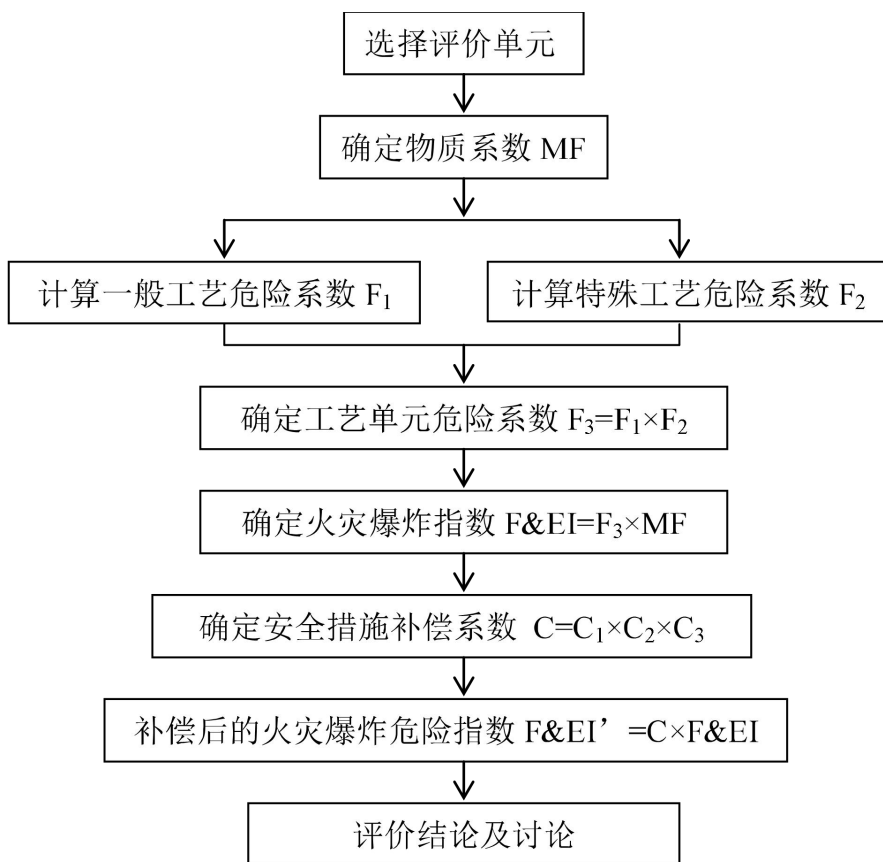 选择评价单元
确定物质系数 MF
计算一般工艺危险系数 F₁
计算特殊工艺危险系数 F₂
确定工艺单元危险系数 F₃=F₁×F₂
确定火灾爆炸指数 F&EI=F₃×MF
确定安全措施补偿系数 C=C₁×C₂×C₃
补偿后的火灾爆炸危险指数 F&EI’=C×F&EI
评价结论及讨论